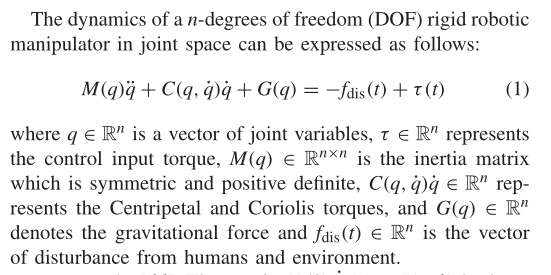 The dynamics of a n-degrees of freedom (DOF) rigid robotic
manipulator in joint space can be expressed as follows:
M(q)q̈ + C(q, q̇)q̇ + G(q) = −f_dis(t) + τ(t) (1)
where q ∈ ℝⁿ is a vector of joint variables, τ ∈ ℝⁿ represents
the control input torque, M(q) ∈ ℝⁿˣⁿ is the inertia matrix
which is symmetric and positive definite, C(q, q̇)q̇ ∈ ℝⁿ rep-
resents the Centripetal and Coriolis torques, and G(q) ∈ ℝⁿ
denotes the gravitational force and f_dis(t) ∈ ℝⁿ is the vector
of disturbance from humans and environment.